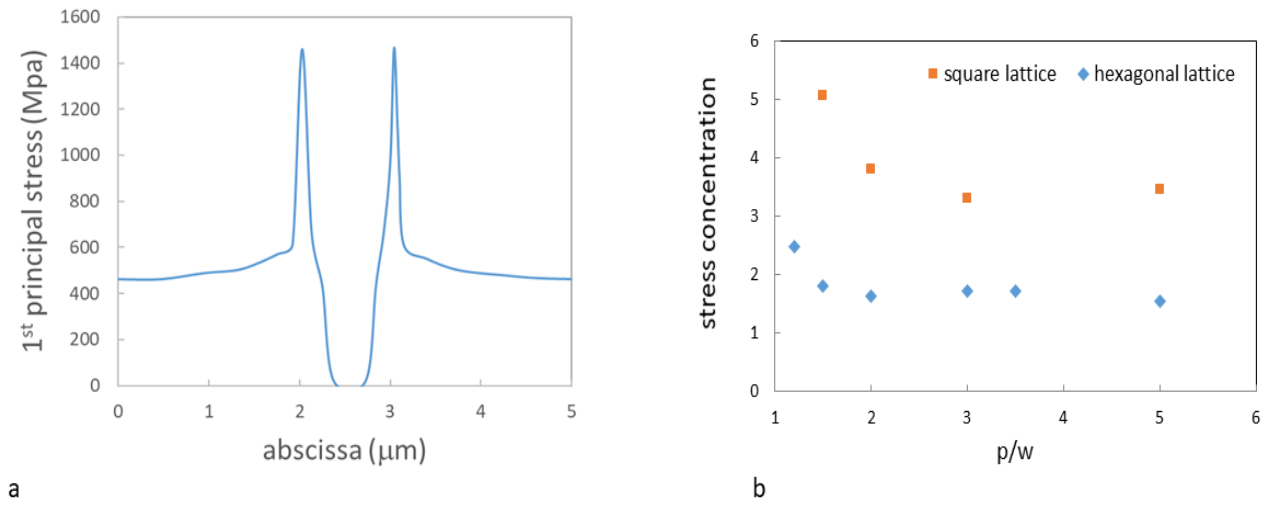 1st principal stress (Mpa)
1600
1400
1200
1000
800
600
400
200
0
0 1 2 3 4 5
abscissa (μm)
a
stress concentration
6
5
4
3
2
1
0
square lattice hexagonal lattice
1 2 3 4 5 6
p/w
b